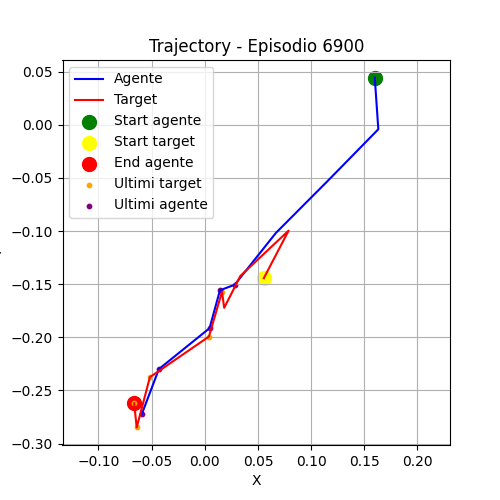 Trajectory - Episodio 6900
Agente
Target
Start agente
Start target
End agente
Ultimi target
Ultimi agente
0.05
0.00
−0.05
−0.10
−0.15
−0.20
−0.25
−0.30
−0.10
−0.05
0.00
0.05
0.10
0.15
0.20
X